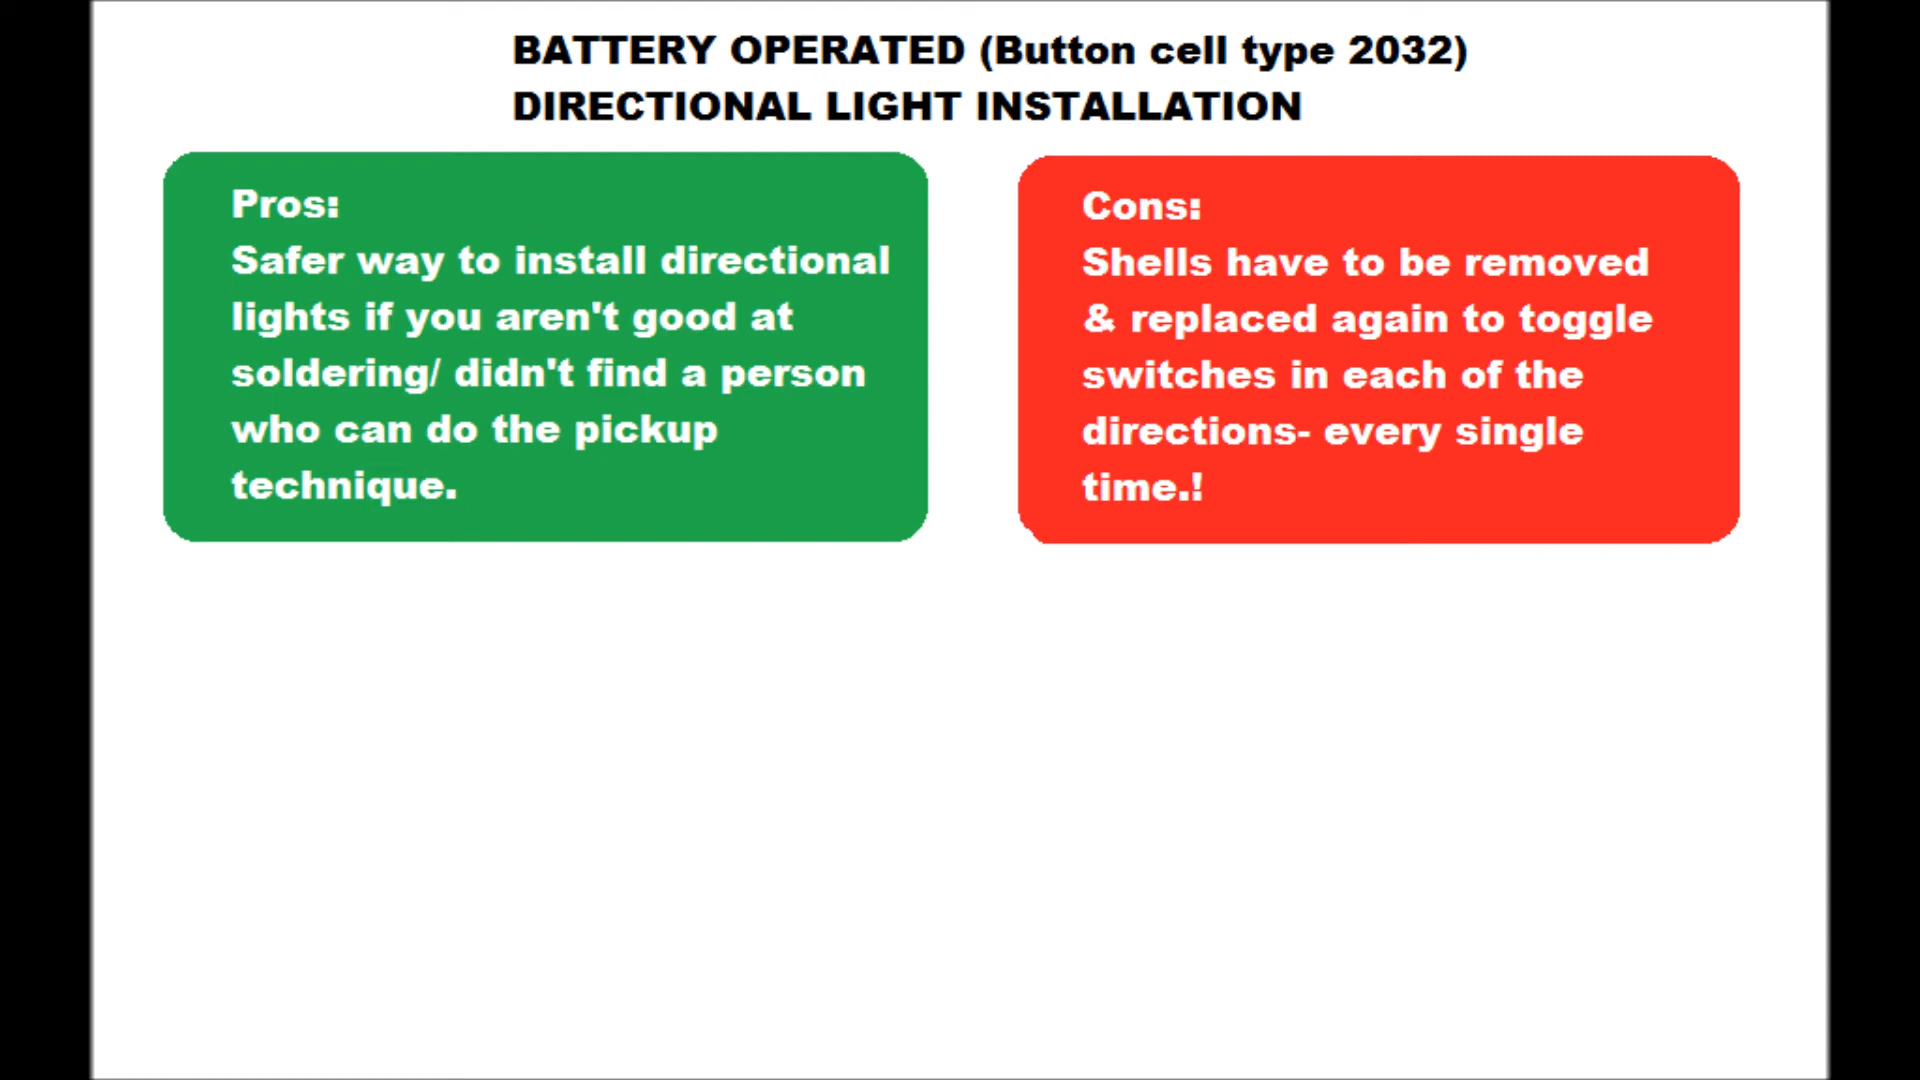 BATTERY OPERATED (Button cell type 2032)
DIRECTIONAL LIGHT INSTALLATION
Pros:
Safer way to install directional
lights if you aren't good at
soldering/ didn't find a person
who can do the pickup
technique.
Cons:
Shells have to be removed
& replaced again to toggle
switches in each of the
directions- every single
time.!